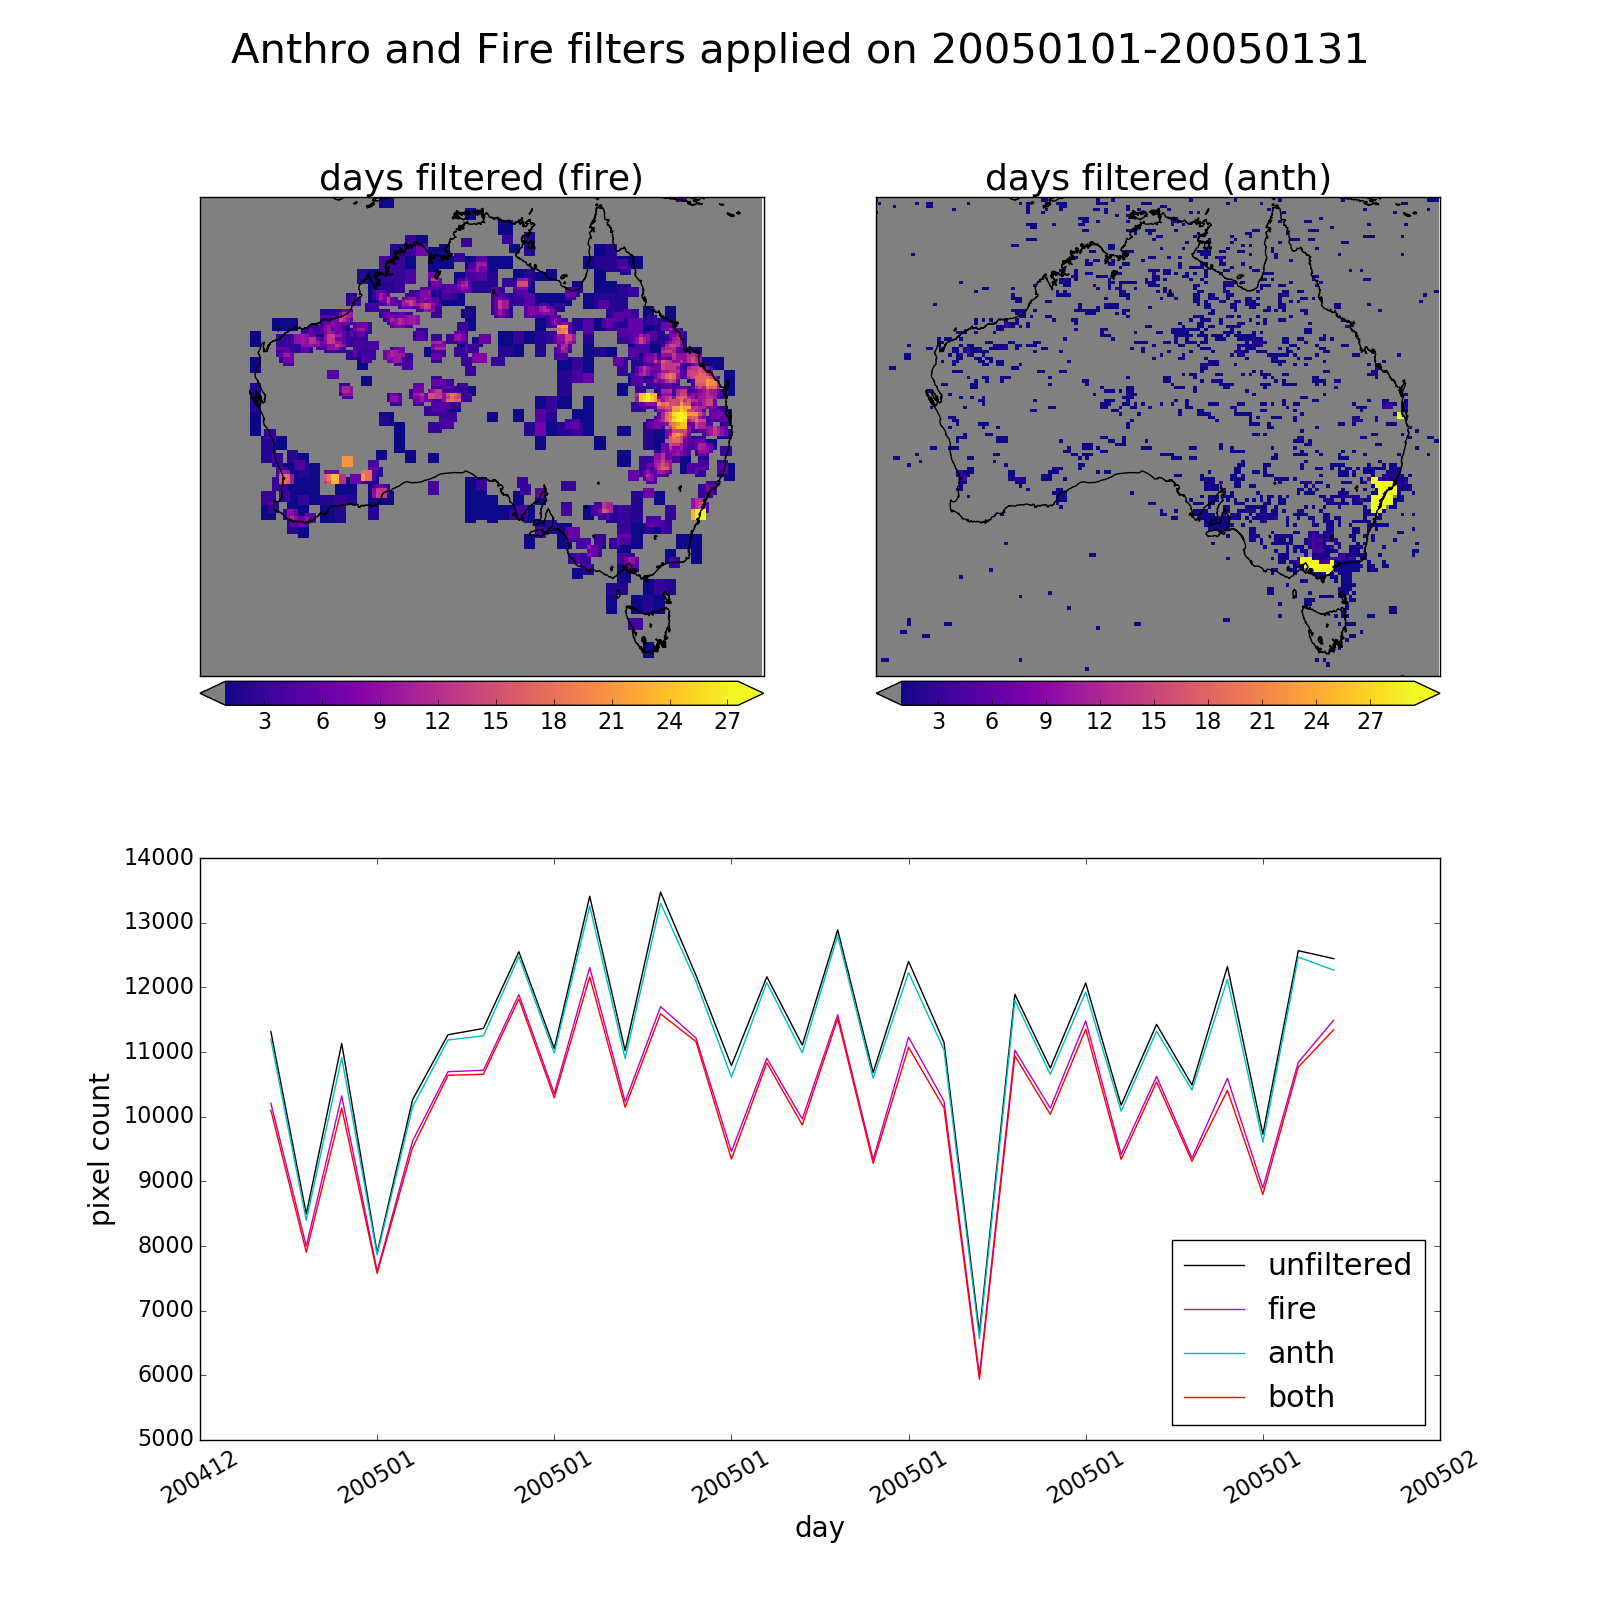 Anthro and Fire filters applied on 20050101-20050131
days filtered (fire)
days filtered (anth)
3 6 9 12 15 18 21 24 27
3 6 9 12 15 18 21 24 27
14000
13000
12000
11000
10000
9000
8000
7000
6000
5000
pixel count
unfiltered
fire
anth
both
200412 200501 200501 200501 200501 200501 200501 200502
day